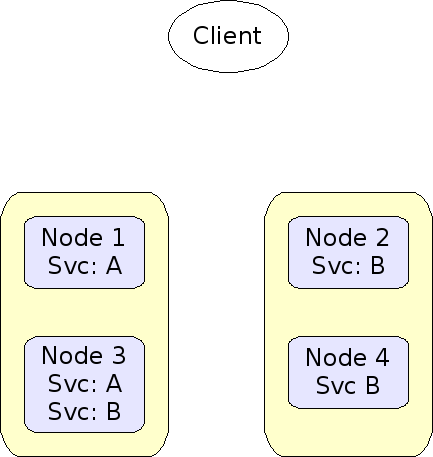 Client
Node 1
Svc: A
Node 2
Svc: B
Node 3
Svc: A
Svc: B
Node 4
Svc B